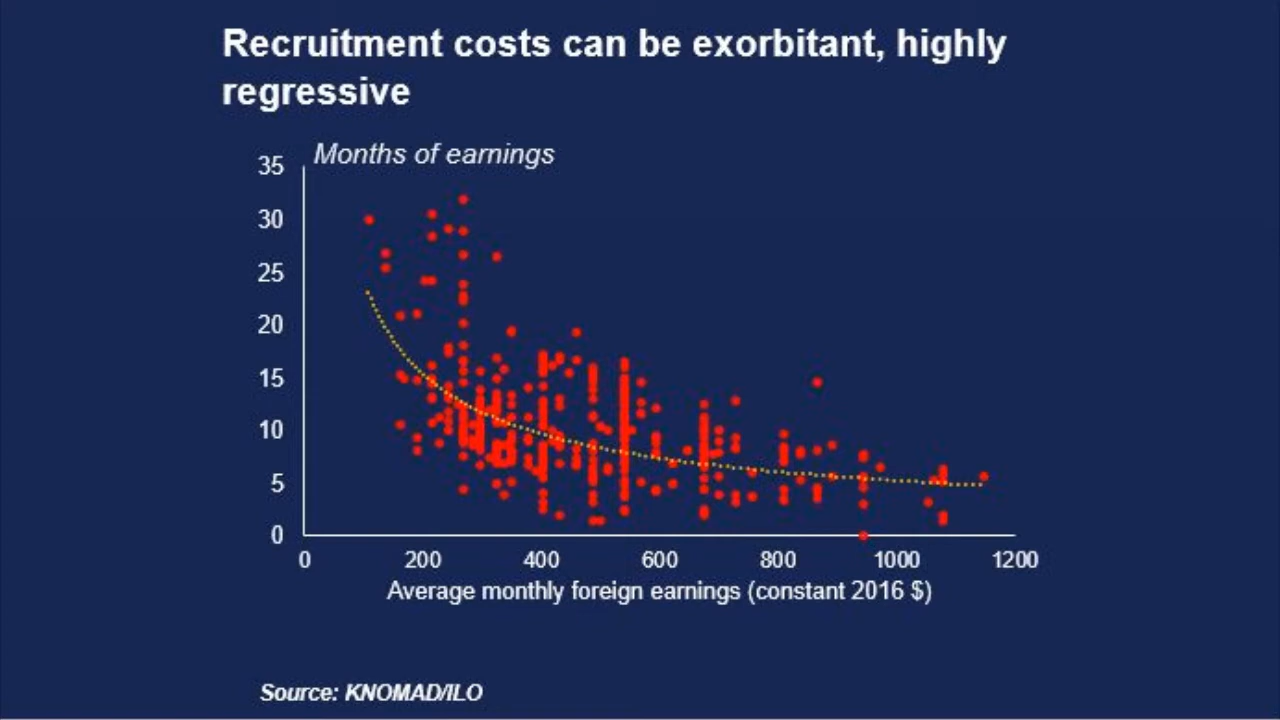 Recruitment costs can be exorbitant, highly
regressive
Months of earnings
35
30
25
20
15
10
5
0
0 200 400 600 800 1000 1200
Average monthly foreign earnings (constant 2016 $)
Source: KNOMAD/ILO